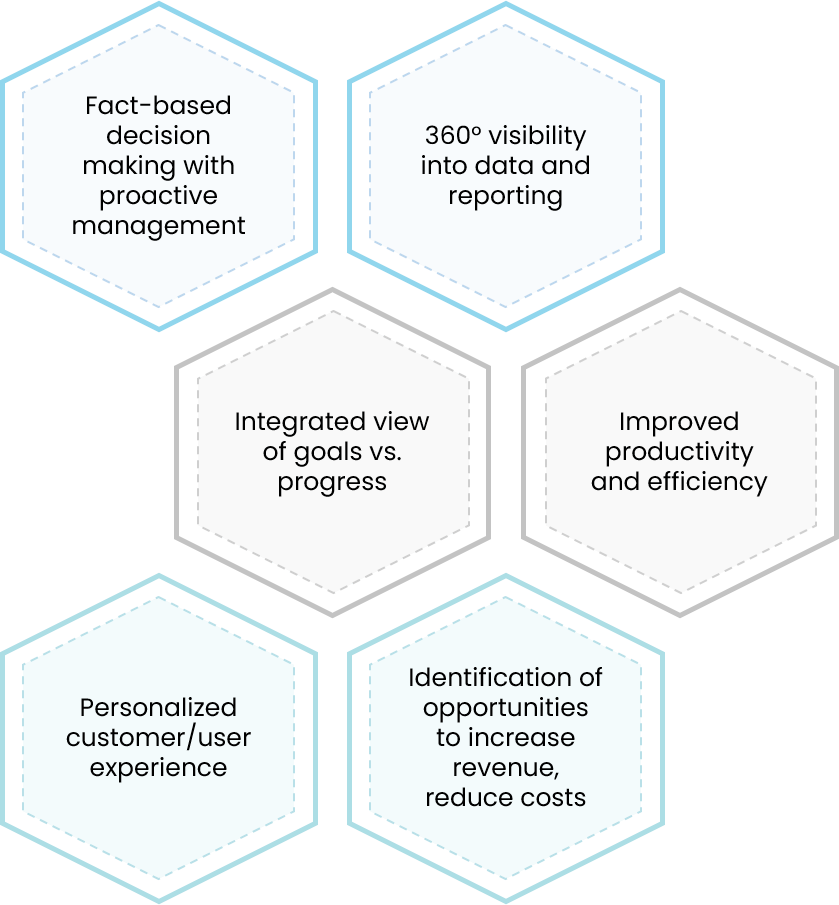 Fact-based
decision
making with
proactive
management
360° visibility
into data and
reporting
Integrated view
of goals vs.
progress
Improved
productivity
and efficiency
Personalized
customer/user
experience
Identification of
opportunities
to increase
revenue,
reduce costs